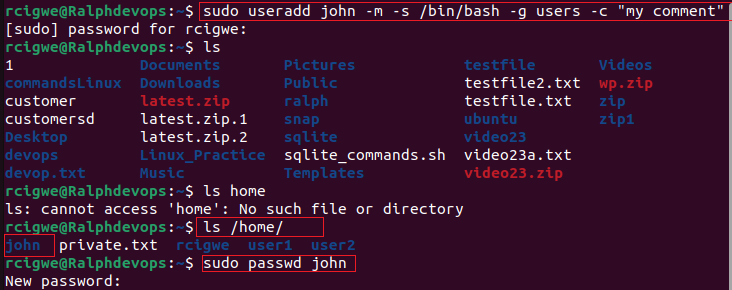 rcigwe@Ralphdevops:~$ sudo useradd john -m -s /bin/bash -g users -c "my comment"
[sudo] password for rcigwe:
rcigwe@Ralphdevops:~$ ls
1 Documents Pictures testfile Videos
commandsLinux Downloads Public testfile2.txt wp.zip
customer latest.zip ralph testfile.txt zip
customersd latest.zip.1 snap ubuntu zip1
Desktop latest.zip.2 sqlite video23
devops Linux_Practice sqlite_commands.sh video23a.txt
devop.txt Music Templates video23.zip
rcigwe@Ralphdevops:~$ ls home
ls: cannot access 'home': No such file or directory
rcigwe@Ralphdevops:~$ ls /home/
john private.txt rcigwe user1 user2
rcigwe@Ralphdevops:~$ sudo passwd john
New password: